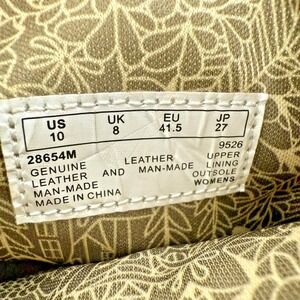 US UK EU JP
10 8 41.5 27
28654M 9526
GENUINE LEATHER UPPER
LEATHER AND MAN-MADE LINING
MAN-MADE OUTSOLE
MADE IN CHINA WOMENS